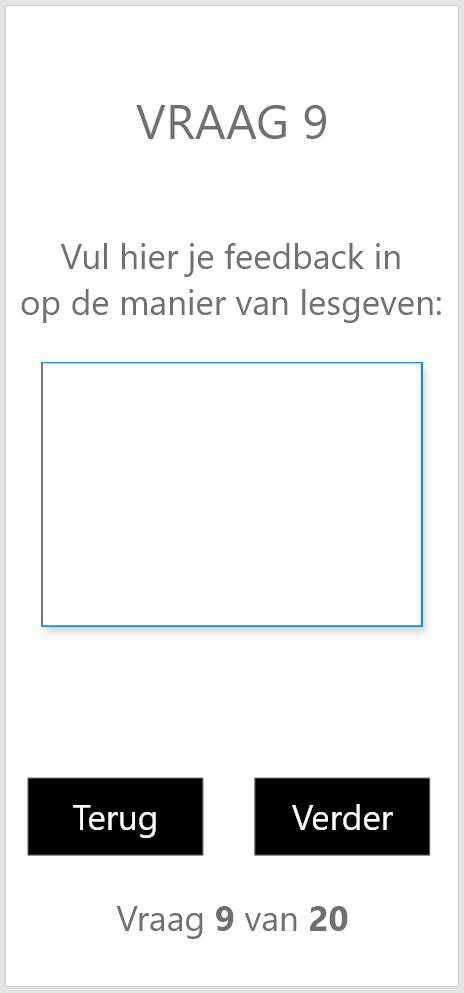 VRAAG 9
Vul hier je feedback in
op de manier van lesgeven:
Terug
Verder
Vraag 9 van 20